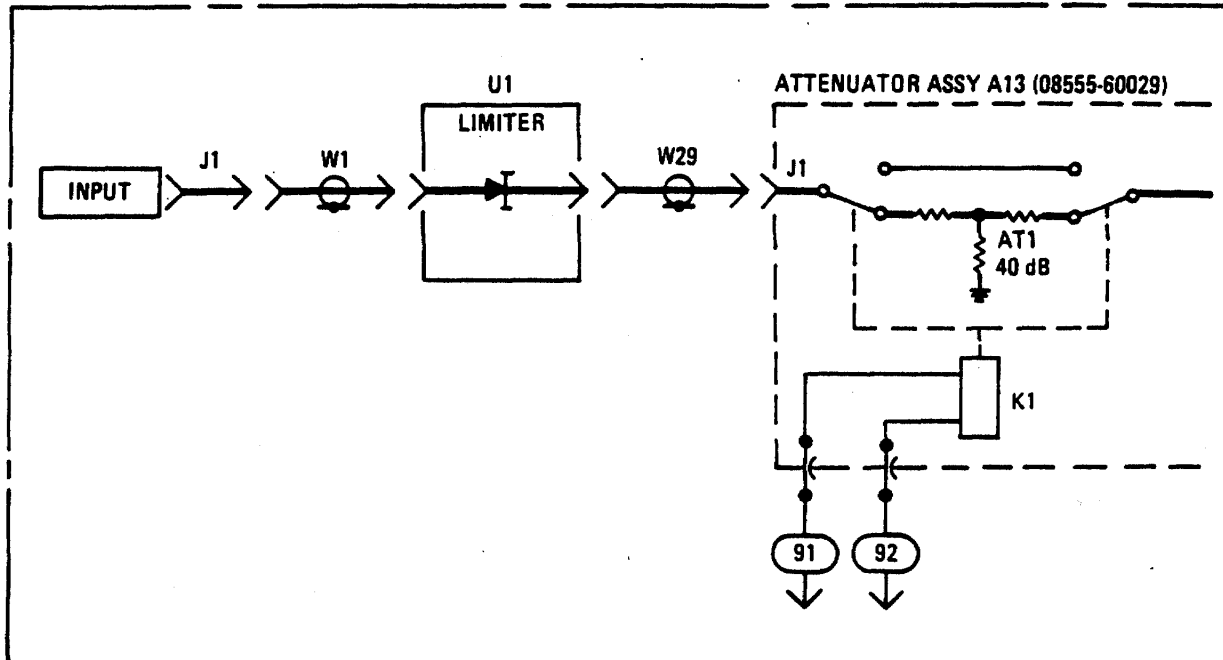 U1
ATTENUATOR ASSY A13 (08555-60029)
LIMITER
J1
W1
W29
J1
INPUT
AT1
40 dB
K1
91
92